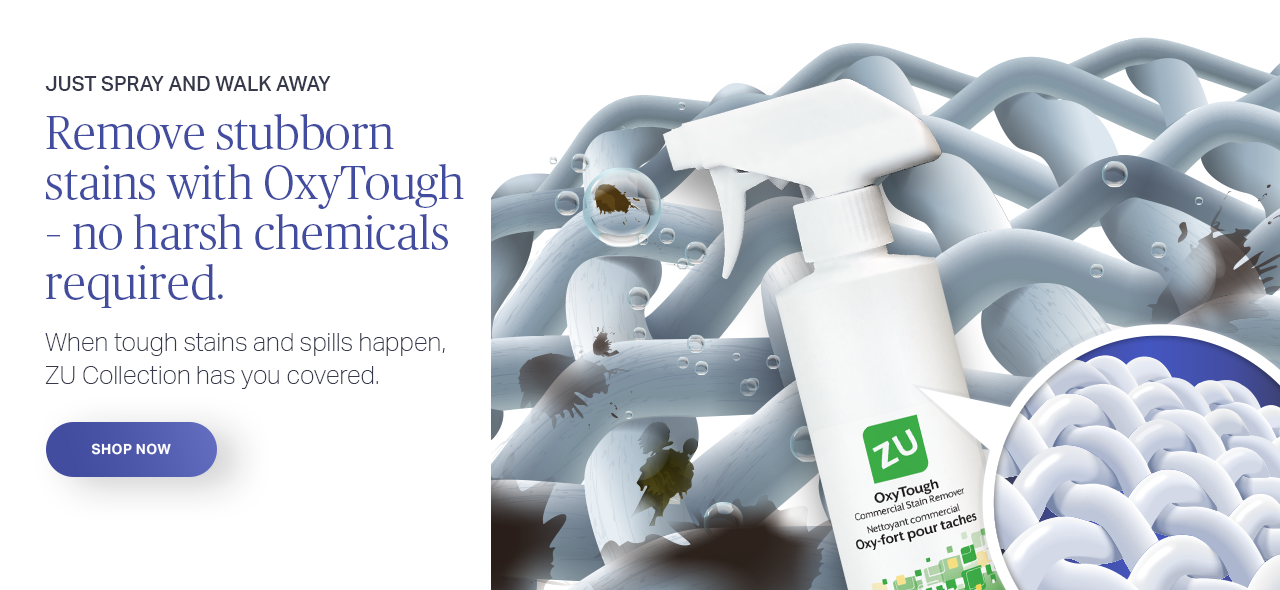 JUST SPRAY AND WALK AWAY
Remove stubborn
stains with OxyTough
- no harsh chemicals
required.
When tough stains and spills happen,
ZU Collection has you covered.
SHOP NOW
ZU
OxyTough
Commercial Stain Remover
Nettoyant commercial
Oxy-fort pour taches